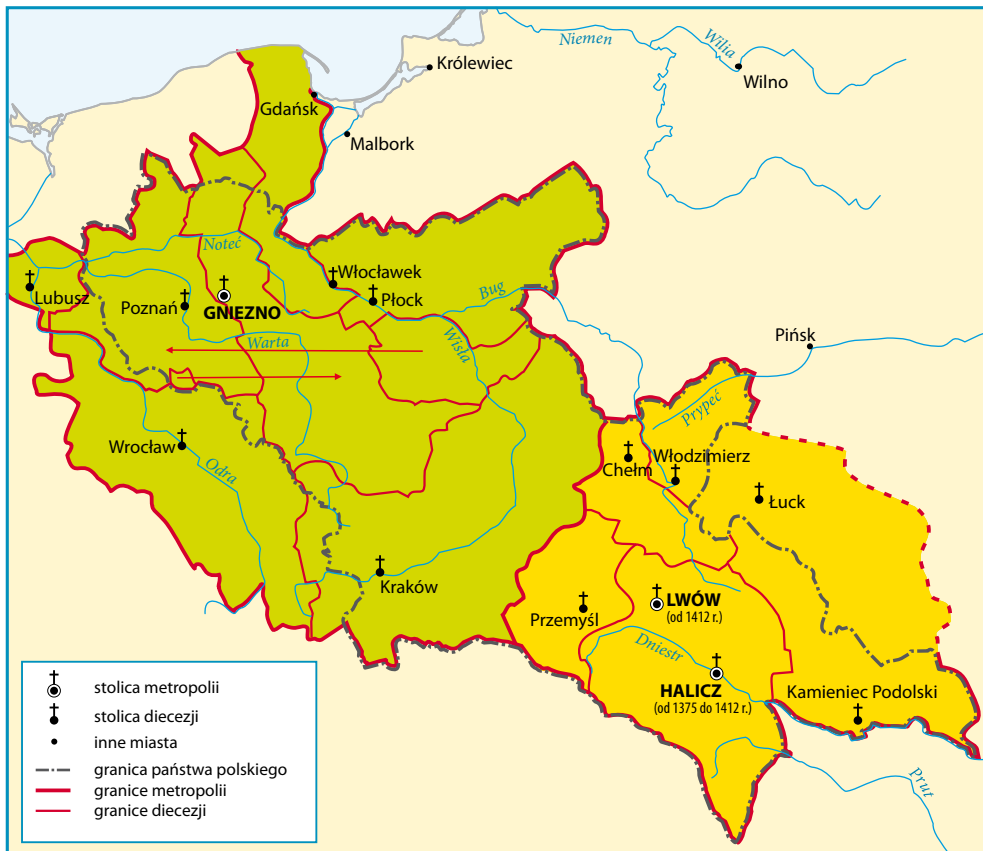 Niemen
Wilia
Królewiec
Wilno
Gdańsk
Malbork
Noteć
Włocławek
Lubusz
Poznań
GNIEZNO
Płock
Bug
Warta
Wisła
Pińsk
Prypeć
Wrocław
Odra
Chełm
Włodzimierz
Łuck
Kraków
Przemyśl
LWÓW
(od 1412 r.)
Dniestr
HALICZ
(od 1375 do 1412 r.)
Kamieniec Podolski
Prut
stolica metropolii
stolica diecezji
inne miasta
granica państwa polskiego
granice metropolii
granice diecezji